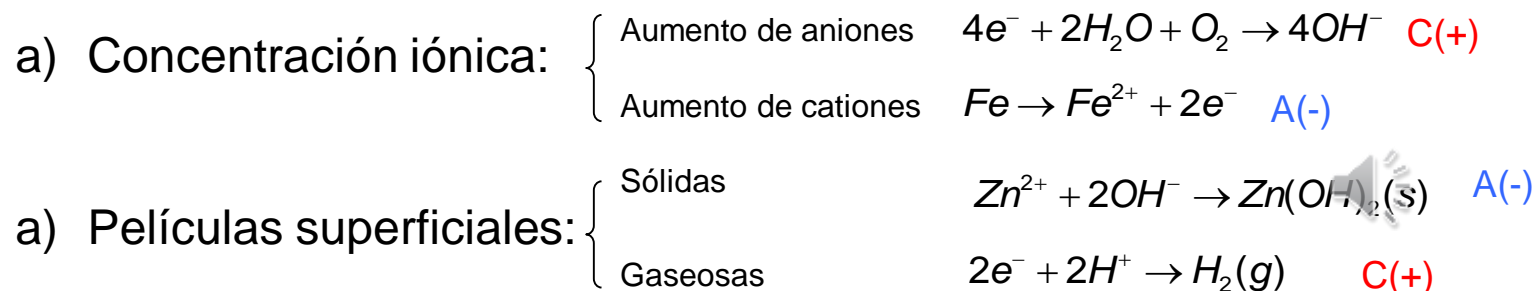 a) Concentración iónica: Aumento de aniones 4e⁻ + 2H₂O + O₂ → 4OH⁻ C(+)
Aumento de cationes Fe → Fe²⁺ + 2e⁻ A(-)
a) Películas superficiales: Sólidas Zn²⁺ + 2OH⁻ → Zn(OH)₂(s) A(-)
Gaseosas 2e⁻ + 2H⁺ → H₂(g) C(+)